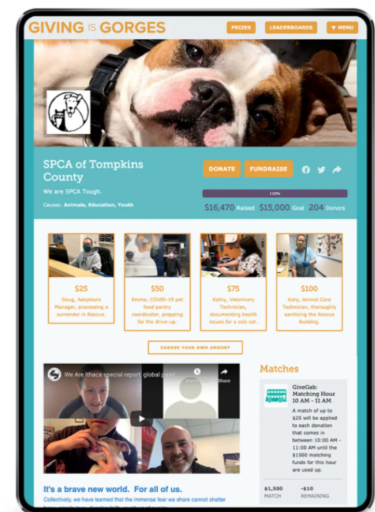 GIVING IS GORGES
PRIZES
LEADERBOARDS
MENU
SPCA of Tompkins
County
We are SPCA Tough.
Causes: Animals, Education, Youth
DONATE
FUNDRAISE
110%
$16,470 Raised $15,000 Goal 204 Donors
$25
Doug, Adoptions
Manager, processing a
surrender in Rescue.
$50
Emma, COVID-19 pet
food pantry
coordinator, prepping
for the drive-up.
$75
Kathy, Veterinary
Technician,
documenting health
issues for a sick cat.
$100
Katy, Animal Care
Technician, thoroughly
sanitizing the Rescue
Building.
CHOOSE YOUR OWN AMOUNT
We Are Ithaca special report: global
Share
Matches
GiveGab:
Matching Hour
10 AM - 11 AM
A match of up to
$25 will be applied
to each donation
that comes in
between 10:00 AM -
11:00 AM until the
$1500 matching
funds for this hour
are used up.
$1,500
MATCH
-$10
REMAINING
It's a brave new world. For all of us.
Collectively, we have learned that the immense fear we share cannot shatter